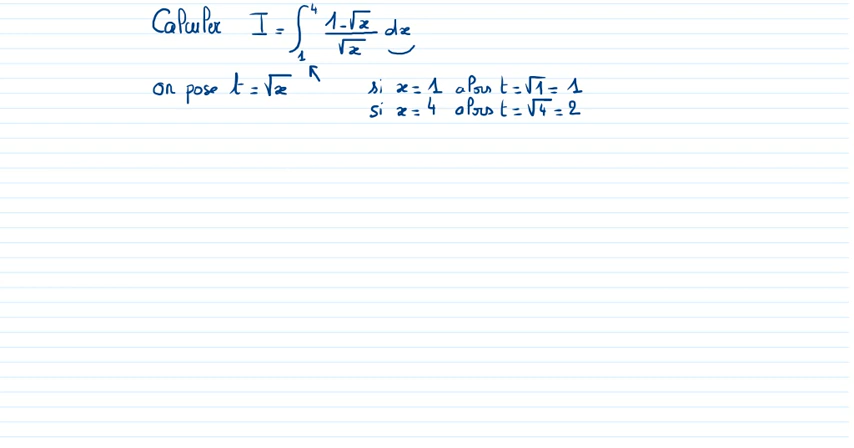 Calculer I = ∫₁⁴ (1-√x)/√x dx
on pose t = √x si x = 1 alors t = √1 = 1
si x = 4 alors t = √4 = 2